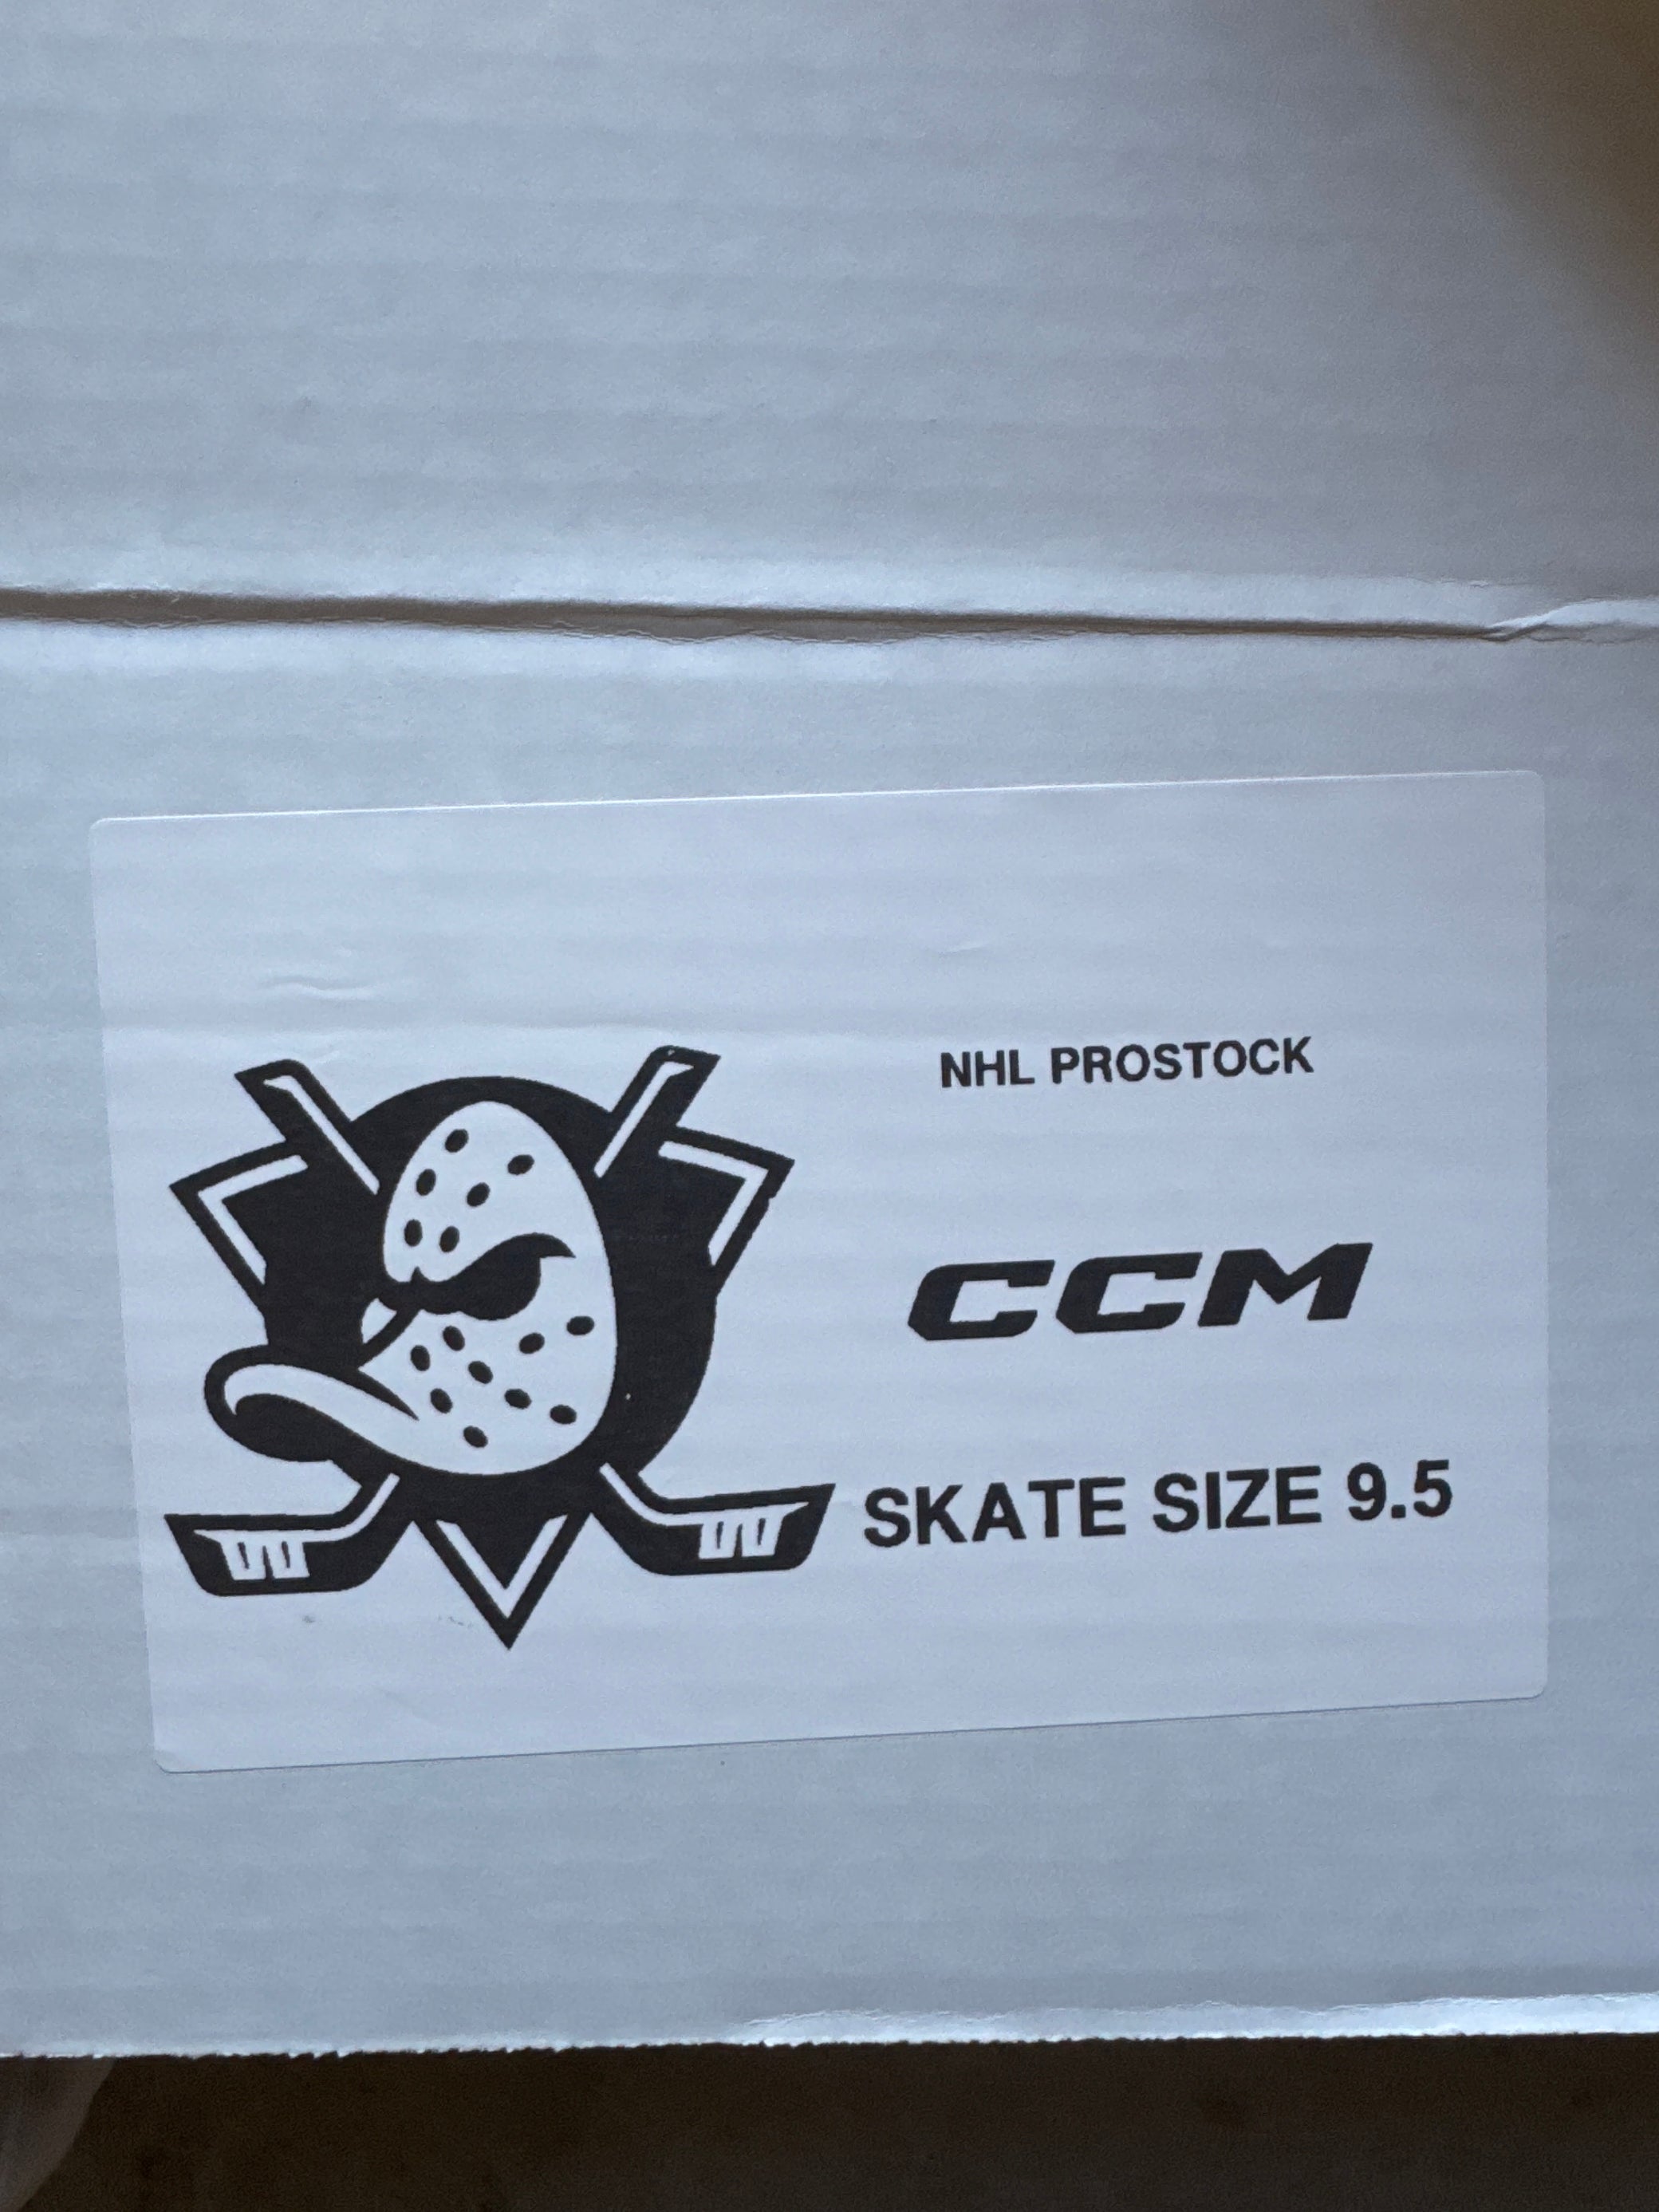 NHL PROSTOCK
CCM
SKATE SIZE 9.5